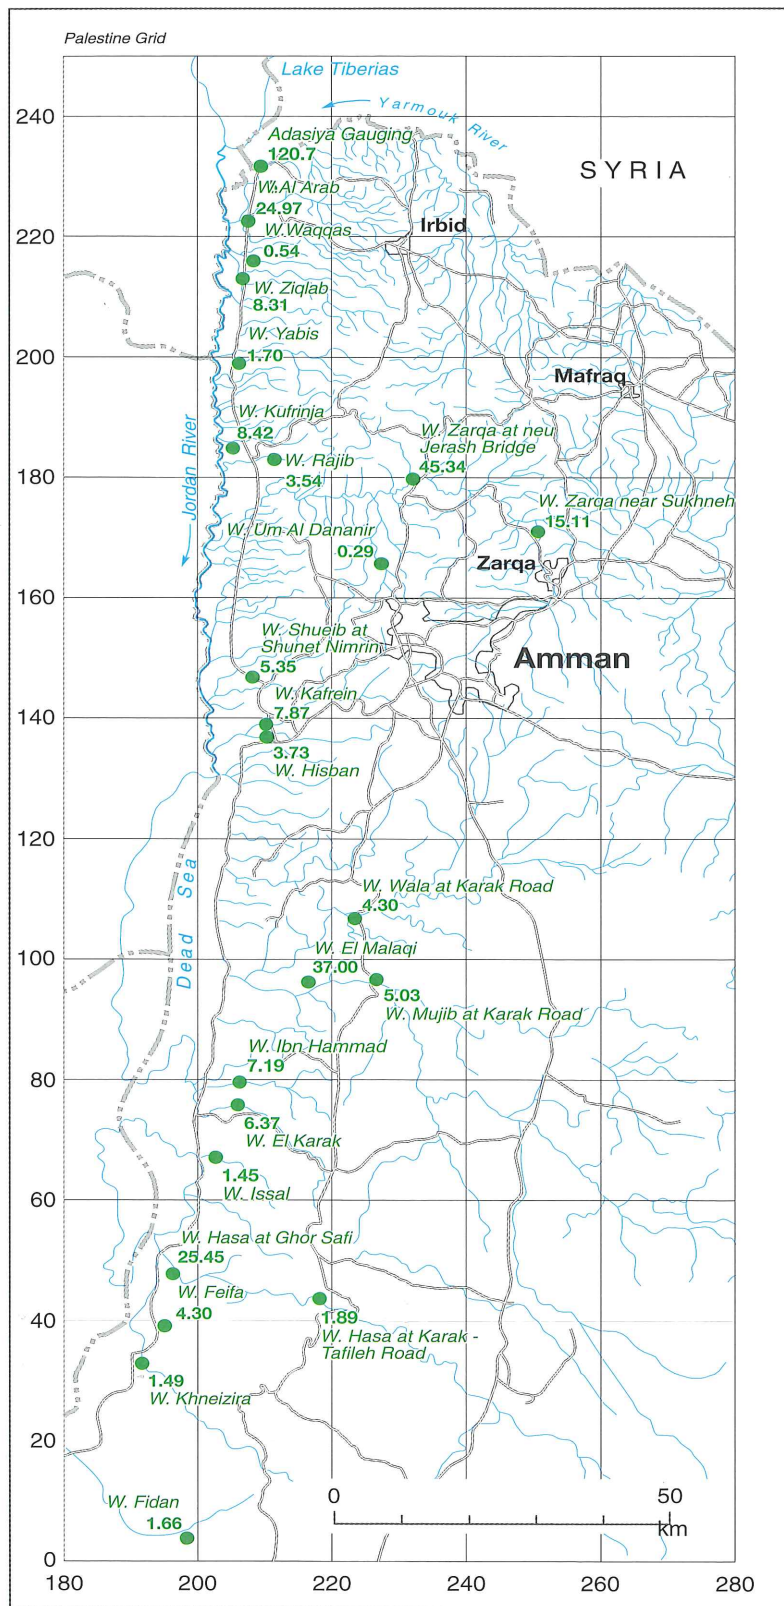 Palestine Grid
Lake Tiberias
Yarmouk River
240
Adasiya Gauging
120.7
SYRIA
W. Al Arab
24.97
Irbid
W. Waqqas
220
0.54
W. Ziqlab
8.31
W. Yabis
200
1.70
Mafraq
W. Kufrinja
8.42
W. Zarqa at neu
Jerash Bridge
45.34
Jordan River
W. Rajib
3.54
180
W. Zarqa near Sukhneh
15.11
W. Um Al Dananir
0.29
Zarqa
160
W. Shueib at
Shunet Nimrin
5.35
Amman
W. Kafrein
7.87
140
3.73
W. Hisban
120
Dead Sea
W. Wala at Karak Road
4.30
W. El Malaqi
37.00
100
5.03
W. Mujib at Karak Road
W. Ibn Hammad
7.19
80
6.37
W. El Karak
1.45
W. Issal
60
W. Hasa at Ghor Safi
25.45
W. Feifa
4.30
1.89
W. Hasa at Karak -
Tafileh Road
40
1.49
W. Khneizira
20
W. Fidan
1.66
0 50
km
0
180 200 220 240 260 280